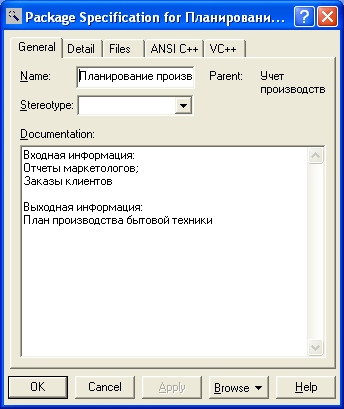 Package Specification for Планировани...
General Detail Files ANSI C++ VC++
Name: Планирование произв Parent: Учет
производств
Stereotype:
Documentation:
Входная информация:
Отчеты маркетологов;
Заказы клиентов
Выходная информация:
План производства бытовой техники
OK Cancel Apply Browse Help